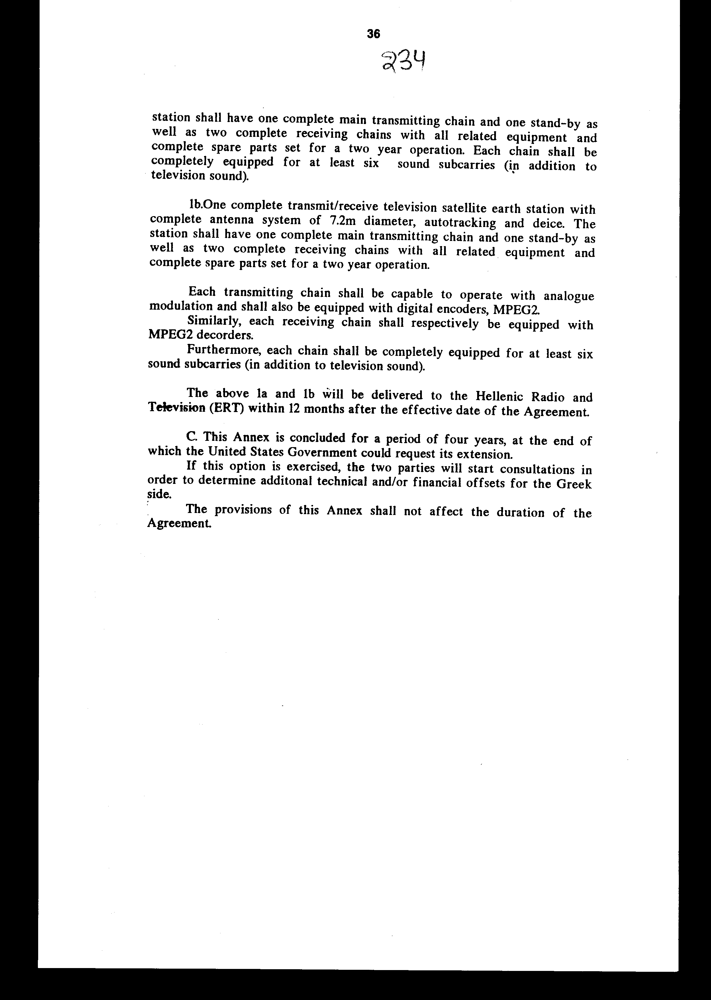 36
234
station shall have one complete main transmitting chain and one stand-by as
well as two complete receiving chains with all related equipment and
complete spare parts set for a two year operation. Each chain shall be
completely equipped for at least six sound subcarries (in addition to
television sound).
1b.One complete transmit/receive television satellite earth station with
complete antenna system of 7.2m diameter, autotracking and deice. The
station shall have one complete main transmitting chain and one stand-by as
well as two complete receiving chains with all related equipment and
complete spare parts set for a two year operation.
Each transmitting chain shall be capable to operate with analogue
modulation and shall also be equipped with digital encoders, MPEG2.
Similarly, each receiving chain shall respectively be equipped with
MPEG2 decorders.
Furthermore, each chain shall be completely equipped for at least six
sound subcarries (in addition to television sound).
The above 1a and 1b will be delivered to the Hellenic Radio and
Television (ERT) within 12 months after the effective date of the Agreement.
C. This Annex is concluded for a period of four years, at the end of
which the United States Government could request its extension.
If this option is exercised, the two parties will start consultations in
order to determine additonal technical and/or financial offsets for the Greek
side.
The provisions of this Annex shall not affect the duration of the
Agreement.